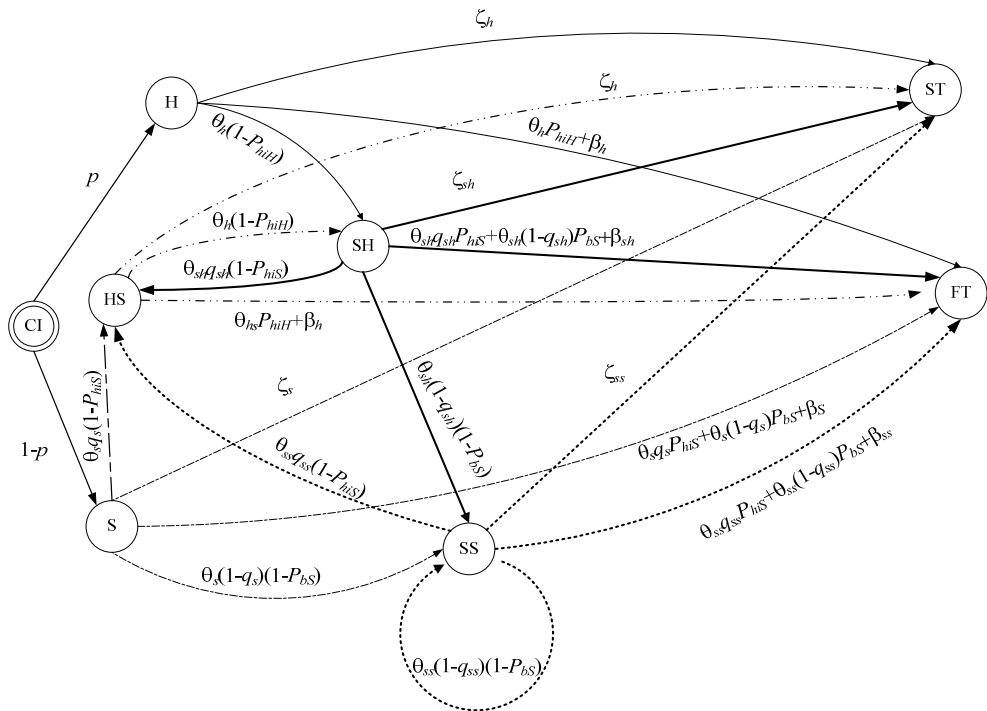 ζh
H
ζh
ST
θh(1-PhiH)
θhPhiH+βh
p
ζsh
θh(1-PhiH)
SH
θshqshPhiS+θsh(1-qsh)PbS+βsh
θshqsh(1-PhiS)
HS
FT
CI
θhsPhiH+βh
θsqs(1-PhiS)
ζs
θsh(1-qsh)(1-PbS)
ζss
1-p
θssqss(1-PhiS)
θsqsPhiS+θs(1-qs)PbS+βS
θssqssPhiS+θss(1-qss)PbS+βss
S
SS
θs(1-qs)(1-PbS)
θss(1-qss)(1-PbS)